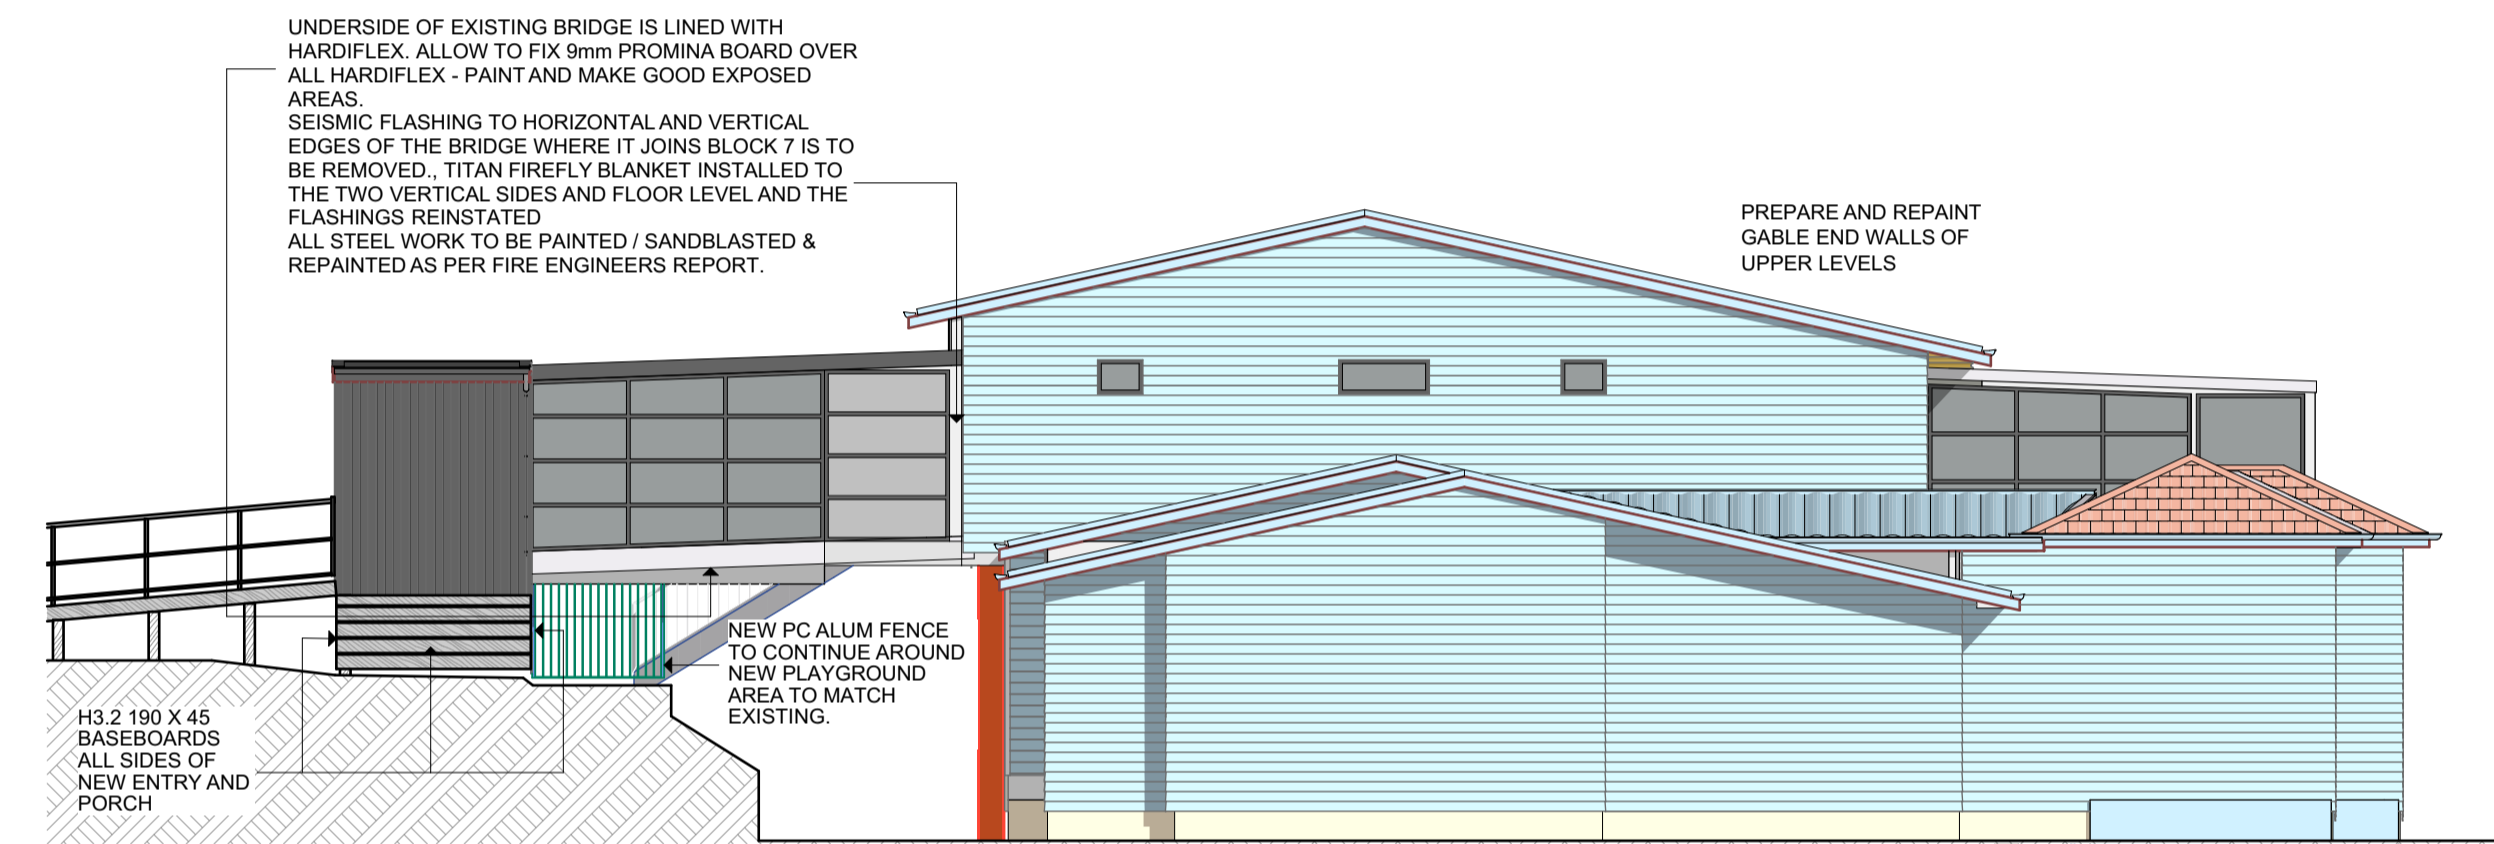 UNDERSIDE OF EXISTING BRIDGE IS LINED WITH
HARDIFLEX. ALLOW TO FIX 9mm PROMINA BOARD OVER
ALL HARDIFLEX - PAINT AND MAKE GOOD EXPOSED
AREAS.
SEISMIC FLASHING TO HORIZONTAL AND VERTICAL
EDGES OF THE BRIDGE WHERE IT JOINS BLOCK 7 IS TO
BE REMOVED., TITAN FIREFLY BLANKET INSTALLED TO
THE TWO VERTICAL SIDES AND FLOOR LEVEL AND THE
FLASHINGS REINSTATED
ALL STEEL WORK TO BE PAINTED / SANDBLASTED &
REPAINTED AS PER FIRE ENGINEERS REPORT.
PREPARE AND REPAINT
GABLE END WALLS OF
UPPER LEVELS
NEW PC ALUM FENCE
TO CONTINUE AROUND
NEW PLAYGROUND
AREA TO MATCH
EXISTING.
H3.2 190 X 45
BASEBOARDS
ALL SIDES OF
NEW ENTRY AND
PORCH